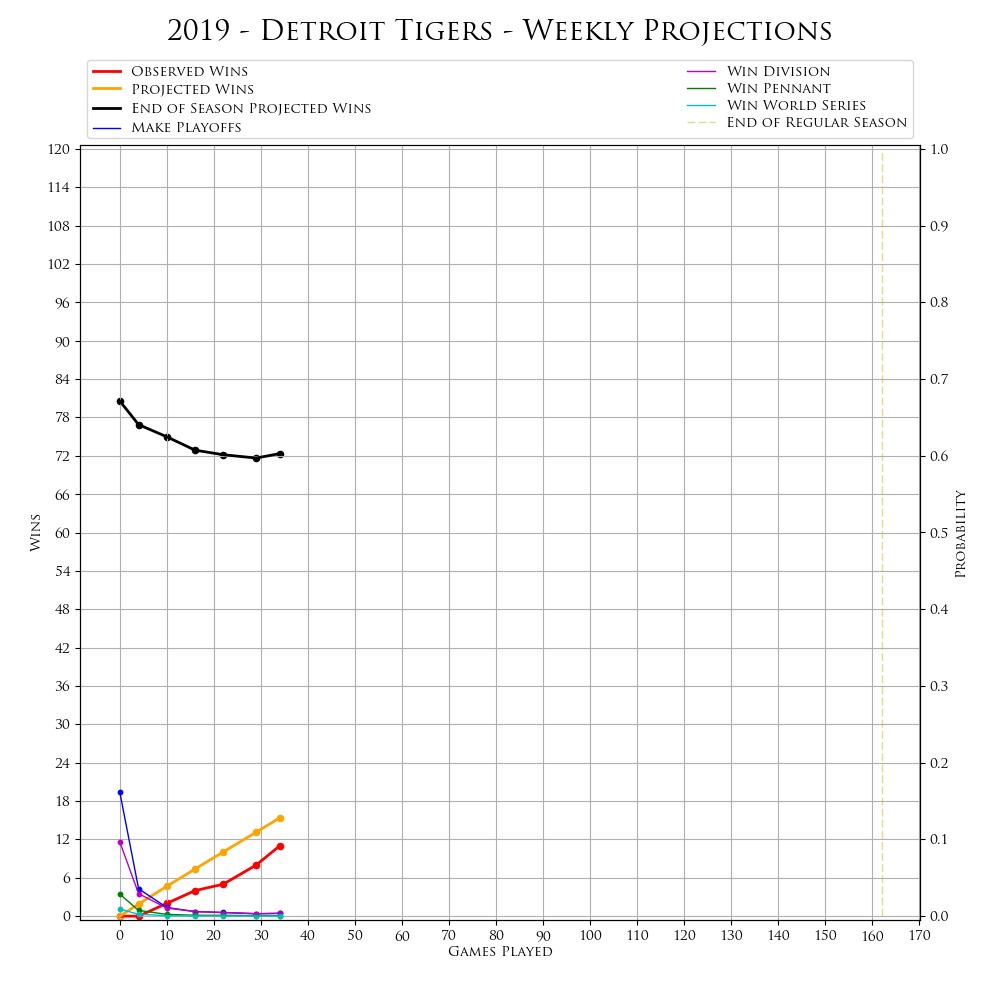 2019 - Detroit Tigers - Weekly Projections
Observed Wins
Projected Wins
End of Season Projected Wins
Make Playoffs
Win Division
Win Pennant
Win World Series
End of Regular Season
120
114
108
102
96
90
84
78
72
66
60
54
48
42
36
30
24
18
12
6
0
Wins
1.0
0.9
0.8
0.7
0.6
0.5
0.4
0.3
0.2
0.1
0.0
Probability
0 10 20 30 40 50 60 70 80 90 100 110 120 130 140 150 160 170
Games Played